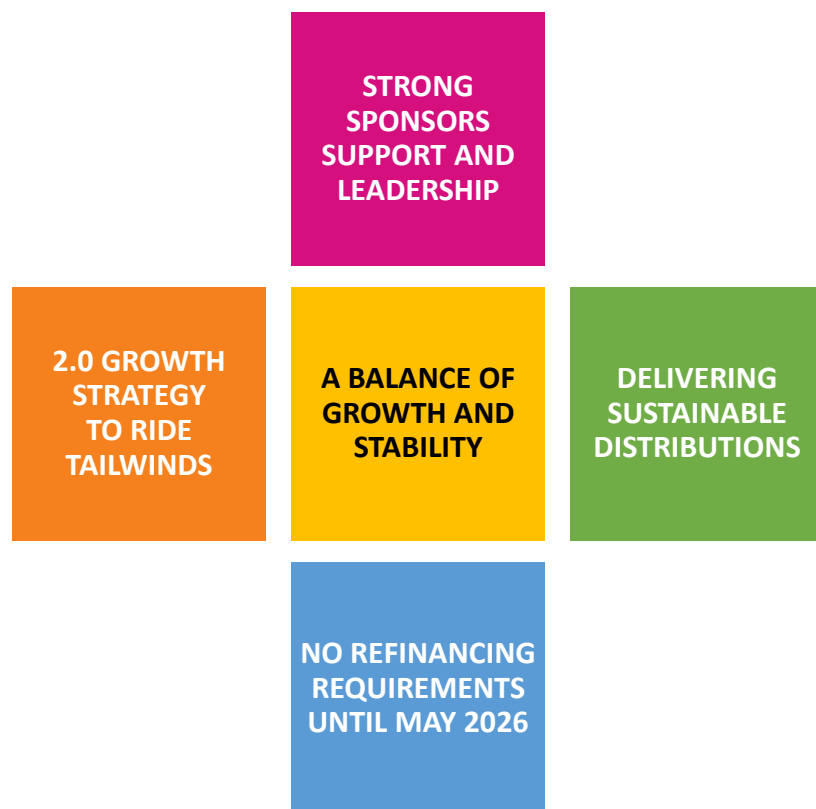 STRONG
SPONSORS
SUPPORT AND
LEADERSHIP
2.0 GROWTH
STRATEGY
TO RIDE
TAILWINDS
A BALANCE OF
GROWTH AND
STABILITY
DELIVERING
SUSTAINABLE
DISTRIBUTIONS
NO REFINANCING
REQUIREMENTS
UNTIL MAY 2026